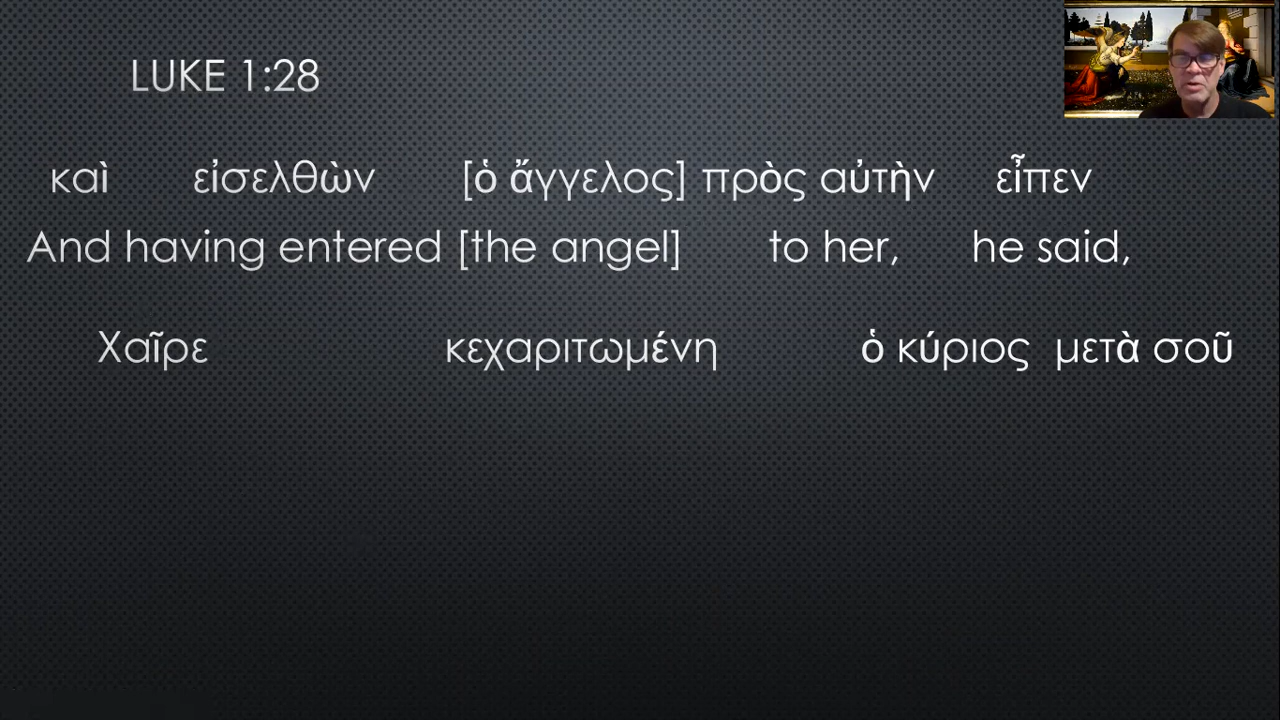 LUKE 1:28
καὶ εἰσελθὼν [ὁ ἄγγελος] πρὸς αὐτὴν εἶπεν
And having entered [the angel] to her, he said,
Χαῖρε κεχαριτωμένη ὁ κύριος μετὰ σοῦ